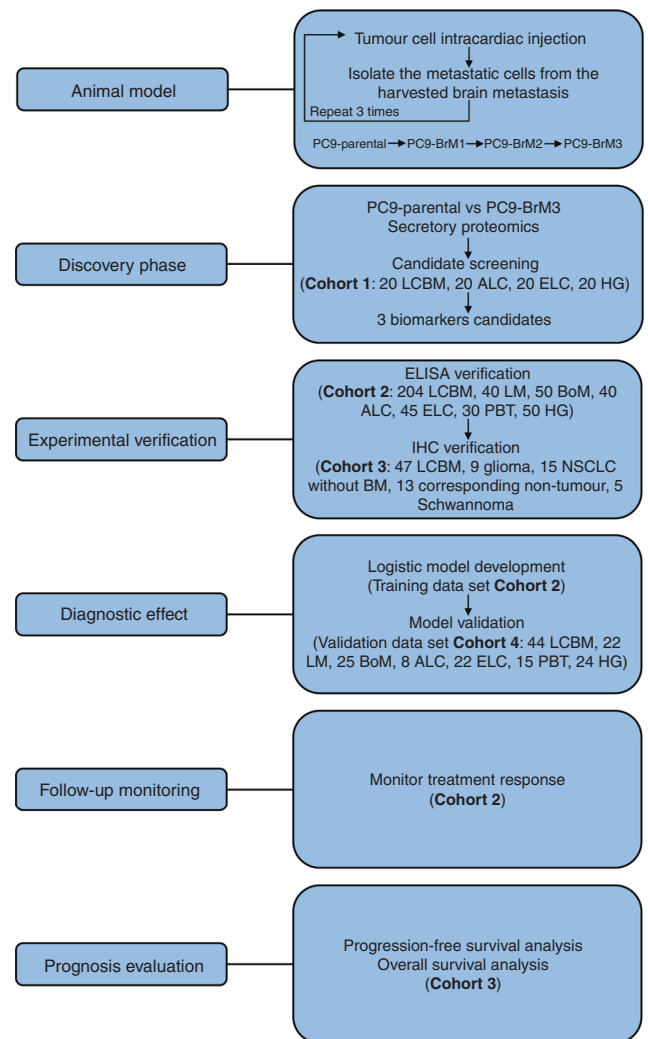 Animal model
Tumour cell intracardiac injection
Isolate the metastatic cells from the
harvested brain metastasis
Repeat 3 times
PC9-parental PC9-BrM1 PC9-BrM2 PC9-BrM3
Discovery phase
PC9-parental vs PC9-BrM3
Secretory proteomics
Candidate screening
(Cohort 1: 20 LCBM, 20 ALC, 20 ELC, 20 HG)
3 biomarkers candidates
Experimental verification
ELISA verification
(Cohort 2: 204 LCBM, 40 LM, 50 BoM, 40
ALC, 45 ELC, 30 PBT, 50 HG)
IHC verification
(Cohort 3: 47 LCBM, 9 glioma, 15 NSCLC
without BM, 13 corresponding non-tumour, 5
Schwannoma
Diagnostic effect
Logistic model development
(Training data set Cohort 2)
Model validation
(Validation data set Cohort 4: 44 LCBM, 22
LM, 25 BoM, 8 ALC, 22 ELC, 15 PBT, 24 HG)
Follow-up monitoring
Monitor treatment response
(Cohort 2)
Prognosis evaluation
Progression-free survival analysis
Overall survival analysis
(Cohort 3)